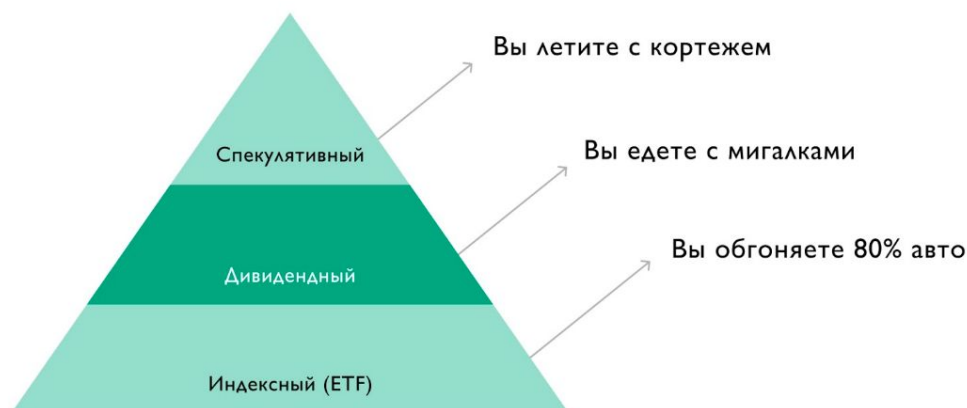 Вы летите с кортежем
Спекулятивный
Вы едете с мигалками
Дивидендный
Вы обгоняете 80% авто
Индексный (ETF)